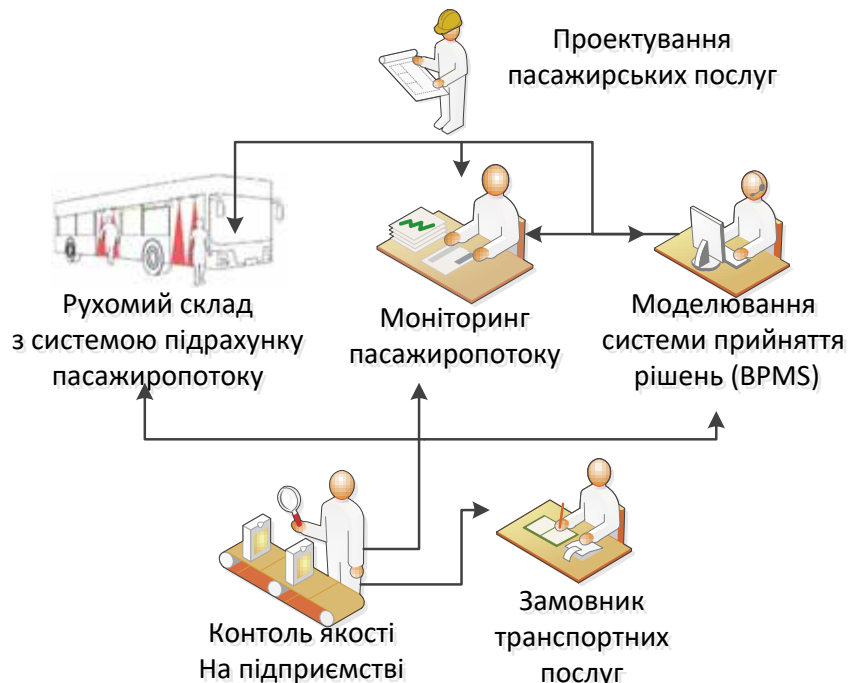 Проектування
пасажирських послуг
Рухомий склад
з системою підрахунку
пасажиропотоку
Моніторинг
пасажиропотоку
Моделювання
системи прийняття
рішень (BPMS)
Контоль якості
На підприємстві
Замовник
транспортних
послуг